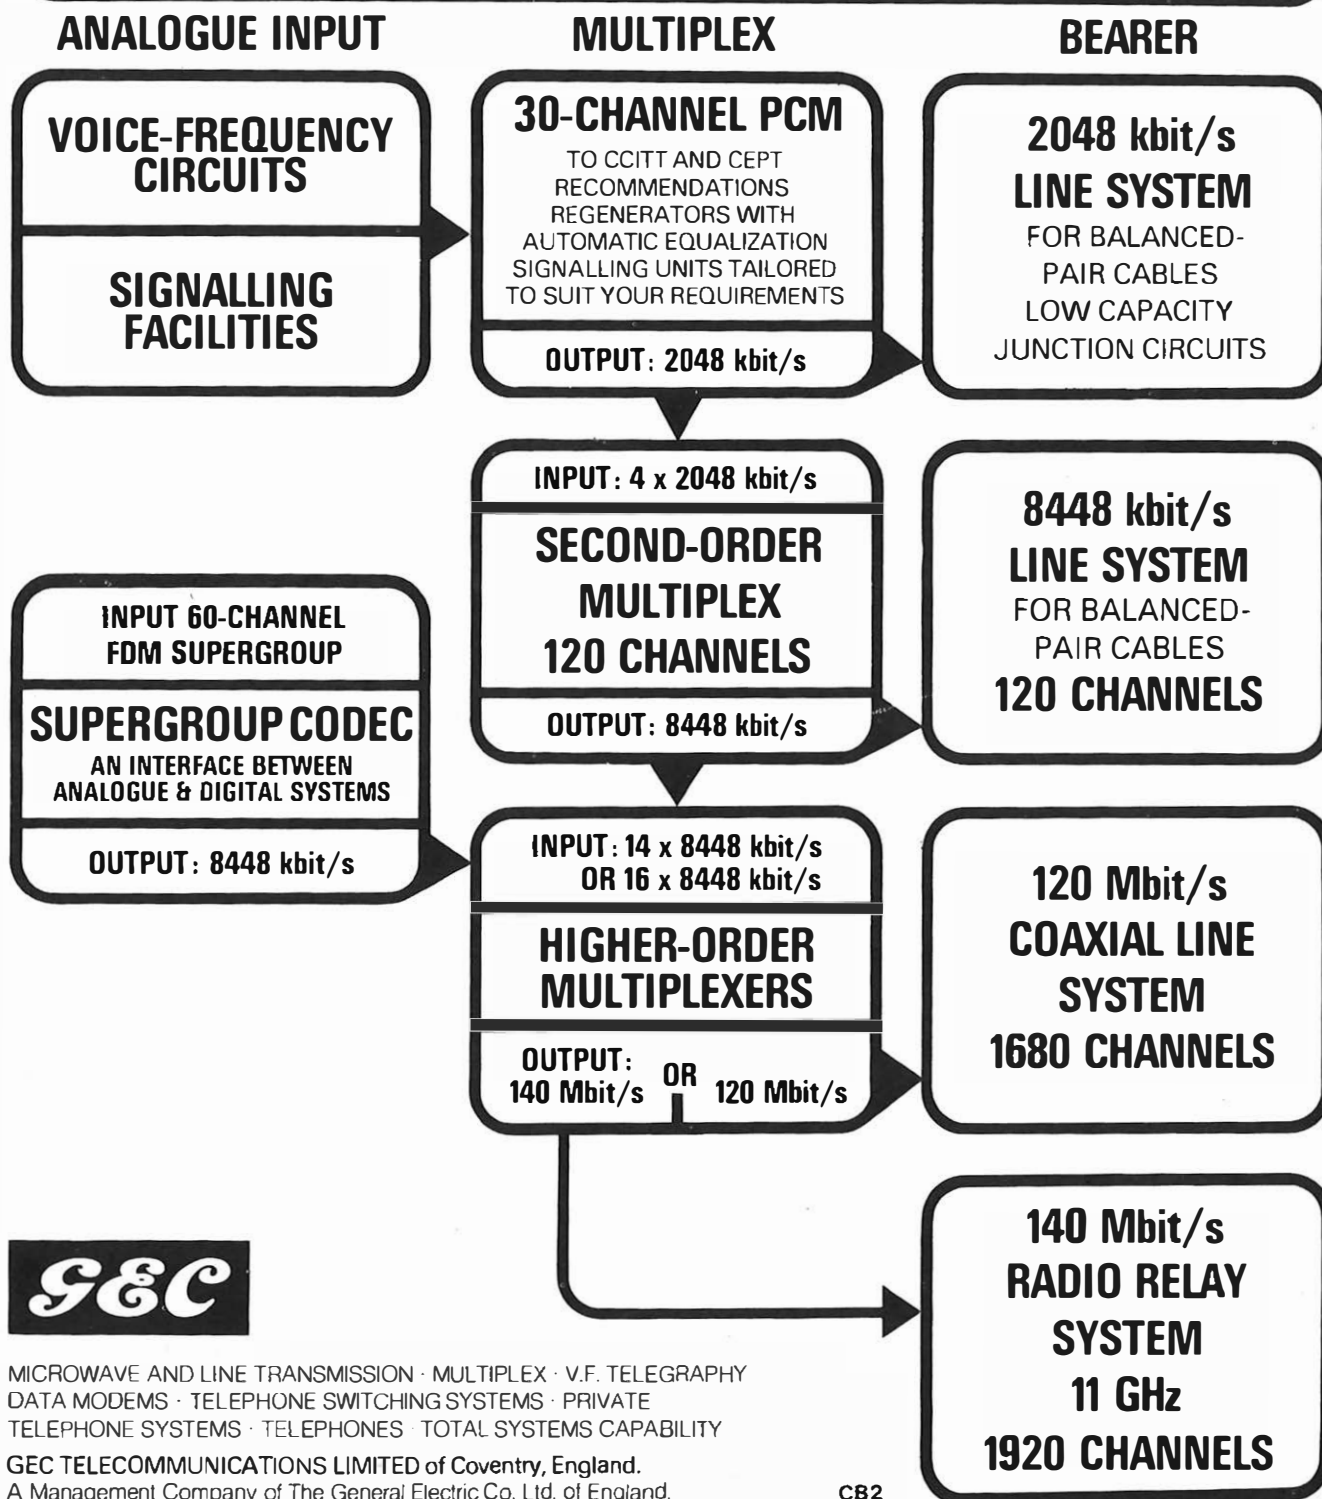 ANALOGUE INPUT
MULTIPLEX
BEARER
VOICE-FREQUENCY
CIRCUITS
SIGNALLING
FACILITIES
30-CHANNEL PCM
TO CCITT AND CEPT
RECOMMENDATIONS
REGENERATORS WITH
AUTOMATIC EQUALIZATION
SIGNALLING UNITS TAILORED
TO SUIT YOUR REQUIREMENTS
OUTPUT: 2048 kbit/s
2048 kbit/s
LINE SYSTEM
FOR BALANCED-
PAIR CABLES
LOW CAPACITY
JUNCTION CIRCUITS
INPUT: 4 x 2048 kbit/s
SECOND-ORDER
MULTIPLEX
120 CHANNELS
OUTPUT: 8448 kbit/s
8448 kbit/s
LINE SYSTEM
FOR BALANCED-
PAIR CABLES
120 CHANNELS
INPUT 60-CHANNEL
FDM SUPERGROUP
SUPERGROUP CODEC
AN INTERFACE BETWEEN
ANALOGUE & DIGITAL SYSTEMS
OUTPUT: 8448 kbit/s
INPUT: 14 x 8448 kbit/s
OR 16 x 8448 kbit/s
HIGHER-ORDER
MULTIPLEXERS
OUTPUT:
140 Mbit/s OR 120 Mbit/s
120 Mbit/s
COAXIAL LINE
SYSTEM
1680 CHANNELS
140 Mbit/s
RADIO RELAY
SYSTEM
11 GHz
1920 CHANNELS
GEC
MICROWAVE AND LINE TRANSMISSION · MULTIPLEX · V.F. TELEGRAPHY
DATA MODEMS · TELEPHONE SWITCHING SYSTEMS · PRIVATE
TELEPHONE SYSTEMS · TELEPHONES · TOTAL SYSTEMS CAPABILITY
GEC TELECOMMUNICATIONS LIMITED of Coventry, England.
A Management Company of The General Electric Co. Ltd. of England.
CB2